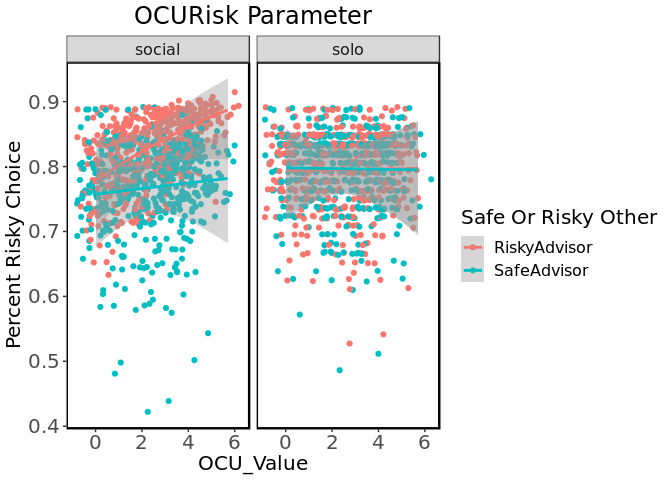 OCURisk Parameter
social
solo
Percent Risky Choice
0.9
0.8
0.7
0.6
0.5
0.4
0 2 4 6
0 2 4 6
OCU_Value
Safe Or Risky Other
RiskyAdvisor
SafeAdvisor